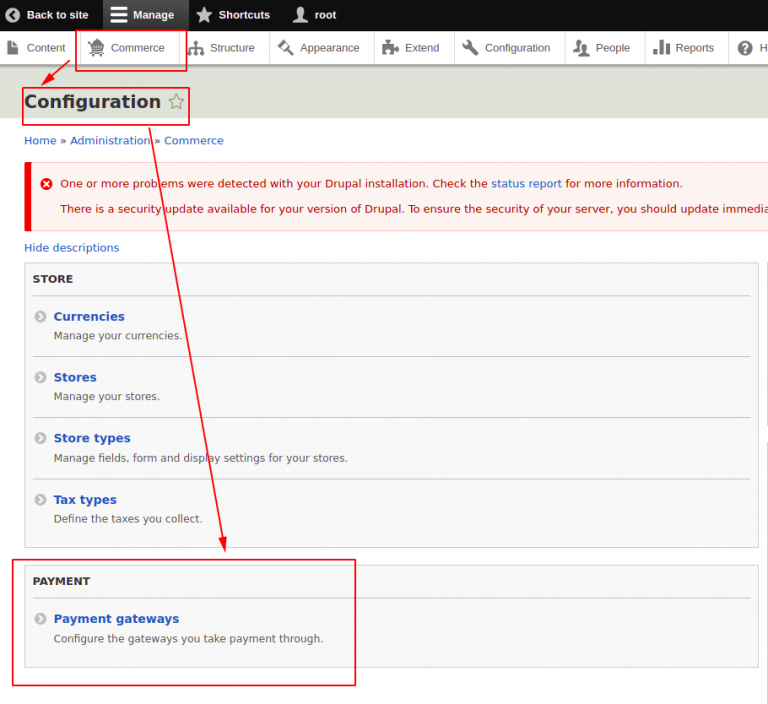 Back to site Manage Shortcuts root
Content Commerce Structure Appearance Extend Configuration People Reports H
Configuration
Home » Administration » Commerce
One or more problems were detected with your Drupal installation. Check the status report for more information.
There is a security update available for your version of Drupal. To ensure the security of your server, you should update immedia
Hide descriptions
STORE
Currencies
Manage your currencies.
Stores
Manage your stores.
Store types
Manage fields, form and display settings for your stores.
Tax types
Define the taxes you collect.
PAYMENT
Payment gateways
Configure the gateways you take payment through.